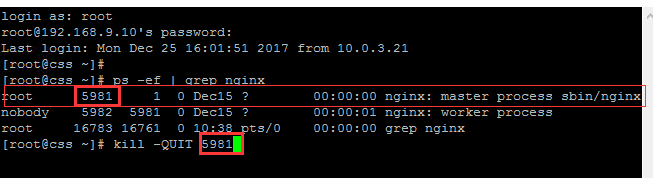 login as: root
root@192.168.9.10's password:
Last login: Mon Dec 25 16:01:51 2017 from 10.0.3.21
[root@css ~]#
[root@css ~]# ps -ef | grep nginx
root 5981 1 0 Dec15 ? 00:00:00 nginx: master process sbin/nginx
nobody 5982 5981 0 Dec15 ? 00:00:01 nginx: worker process
root 16783 16761 0 10:38 pts/0 00:00:00 grep nginx
[root@css ~]# kill -QUIT 5981